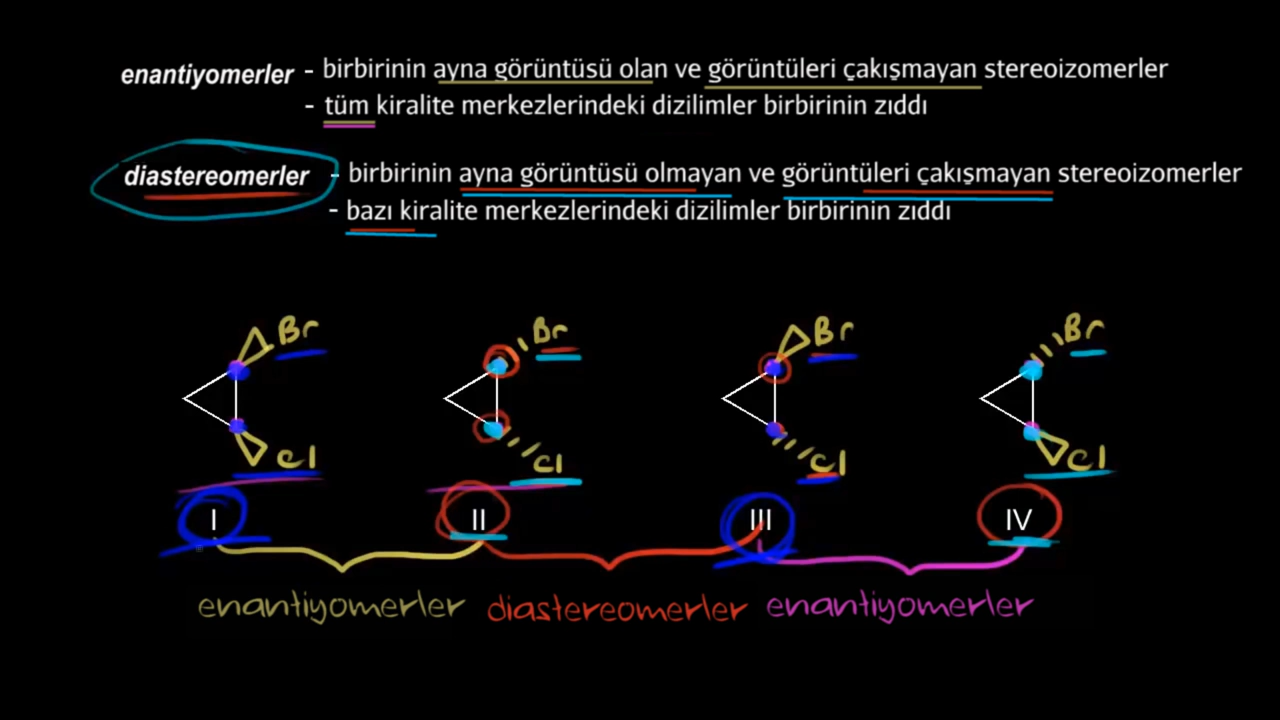 enantiyomerler - birbirinin ayna görüntüsü olan ve görüntüleri çakışmayan stereoizomerler
- tüm kiralite merkezlerindeki dizilimler birbirinin zıddı
diastereomerler - birbirinin ayna görüntüsü olmayan ve görüntüleri çakışmayan stereoizomerler
- bazı kiralite merkezlerindeki dizilimler birbirinin zıddı
Br Br Br Br
Cl Cl Cl Cl
I II III IV
enantiyomerler diastereomerler enantiyomerler